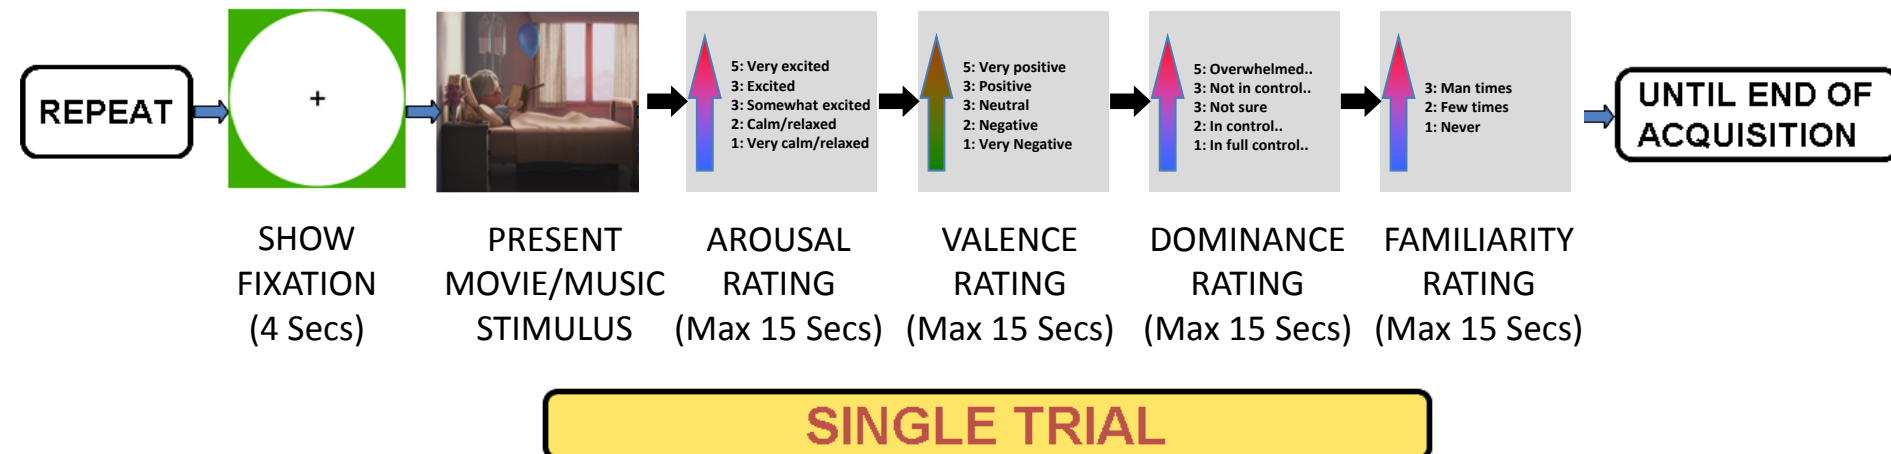 REPEAT
+
5: Very excited
3: Excited
3: Somewhat excited
2: Calm/relaxed
1: Very calm/relaxed
5: Very positive
3: Positive
3: Neutral
2: Negative
1: Very Negative
5: Overwhelmed..
3: Not in control..
3: Not sure
2: In control..
1: In full control..
3: Man times
2: Few times
1: Never
UNTIL END OF
ACQUISITION
SHOW
FIXATION
(4 Secs)
PRESENT
MOVIE/MUSIC
STIMULUS
AROUSAL
RATING
(Max 15 Secs)
VALENCE
RATING
(Max 15 Secs)
DOMINANCE
RATING
(Max 15 Secs)
FAMILIARITY
RATING
(Max 15 Secs)
SINGLE TRIAL